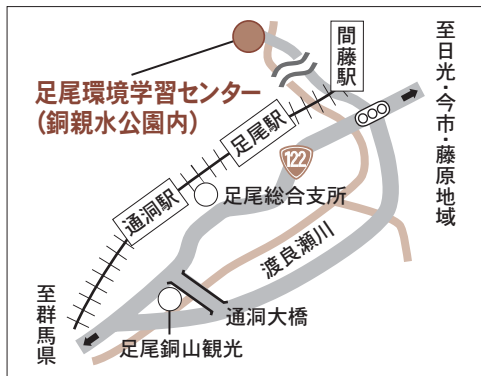 間藤駅
至日光・今市・藤原地域
足尾環境学習センター
(銅親水公園内)
足尾駅
122
通洞駅
足尾総合支所
渡良瀬川
通洞大橋
至群馬県
足尾銅山観光